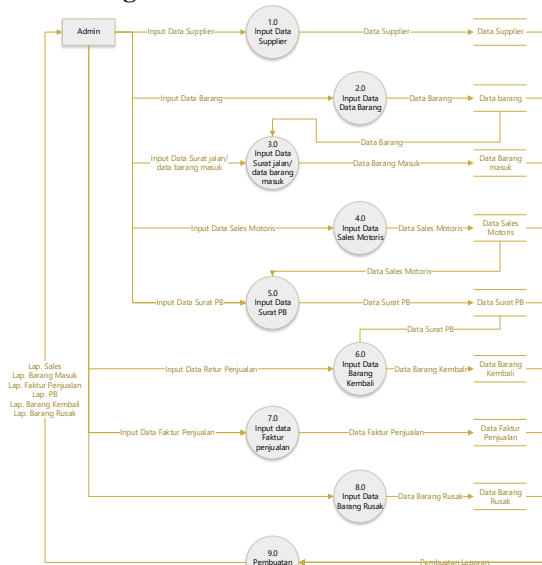 g
Admin
Input Data Supplier
1.0
Input Data
Supplier
Data Supplier
Data Supplier
Input Data Barang
2.0
Input Data
Data Barang
Data Barang
Data barang
Data Barang
Input Data Surat jalan/
data barang masuk
3.0
Input Data
Surat jalan/
data barang
masuk
Data Barang Masuk
Data Barang
masuk
Input Data Sales Motoris
4.0
Input Data
Sales Motoris
Data Sales Motoris
Data Sales
Motoris
Data Sales Motoris
Input Data Surat PB
5.0
Input Data
Surat PB
Data Surat PB
Data Surat PB
Data Surat PB
Lap. Sales
Lap. Barang Masuk
Lap. Faktur Penjualan
Lap. PB
Lap. Barang Kembali
Lap. Barang Rusak
Input Data Retur Penjualan
6.0
Input Data
Barang
Kembali
Data Barang Kembali
Data Barang
Kembali
Input Data Faktur Penjualan
7.0
Input data
Faktur
penjualan
Data Faktur Penjualan
Data Faktur
Penjualan
8.0
Input Data
Barang Rusak
Data Barang Rusak
Data Barang
Rusak
9.0
Pembuatan
Pembuatan Laporan